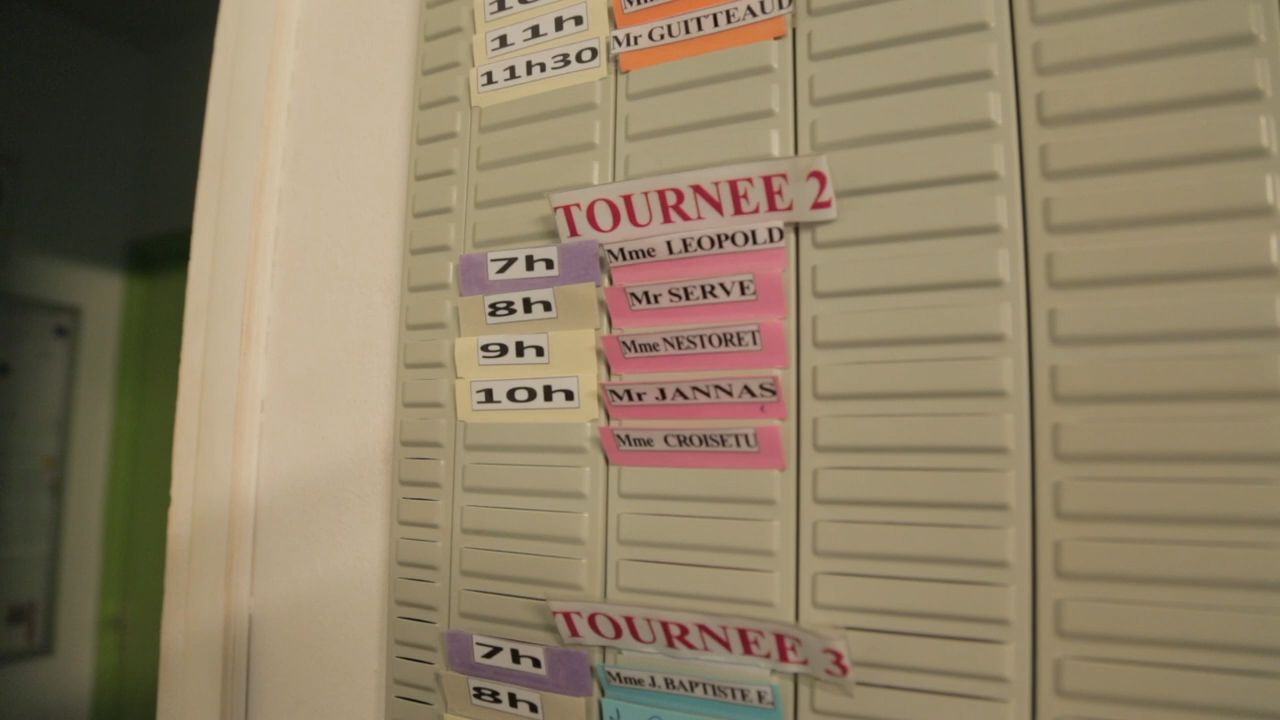 11h
Mr GUITTEAUD
11h30
TOURNEE 2
7h Mme LEOPOLD
8h Mr SERVE
9h Mme NESTORET
10h Mr JANNAS
Mme CROISETU
TOURNEE 3
7h Mme J. BAPTISTE E.
8h